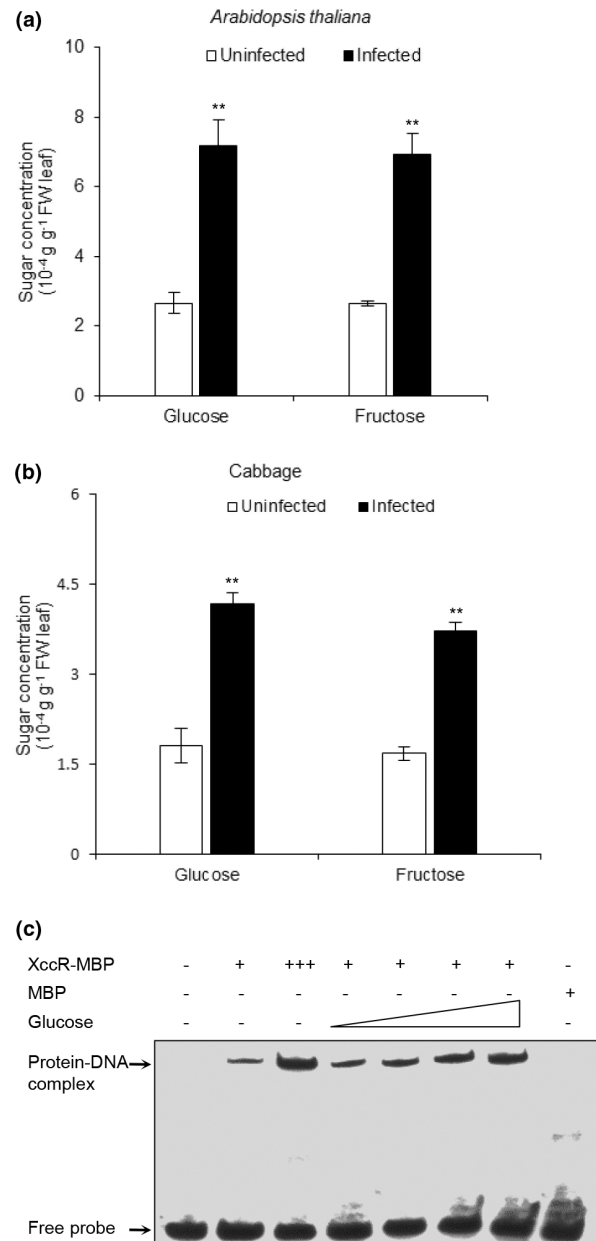 (a)
Arabidopsis thaliana
Uninfected Infected
10
8
6
4
2
0
Sugar concentration
(10-4 g g-1 FW leaf)
** **
Glucose Fructose
(b)
Cabbage
Uninfected Infected
6
4.5
3
1.5
0
Sugar concentration
(10-4 g g-1 FW leaf)
** **
Glucose Fructose
(c)
XccR-MBP - + +++ + + + + -
MBP - - - - - - - +
Glucose - - - -
Protein-DNA
complex
Free probe